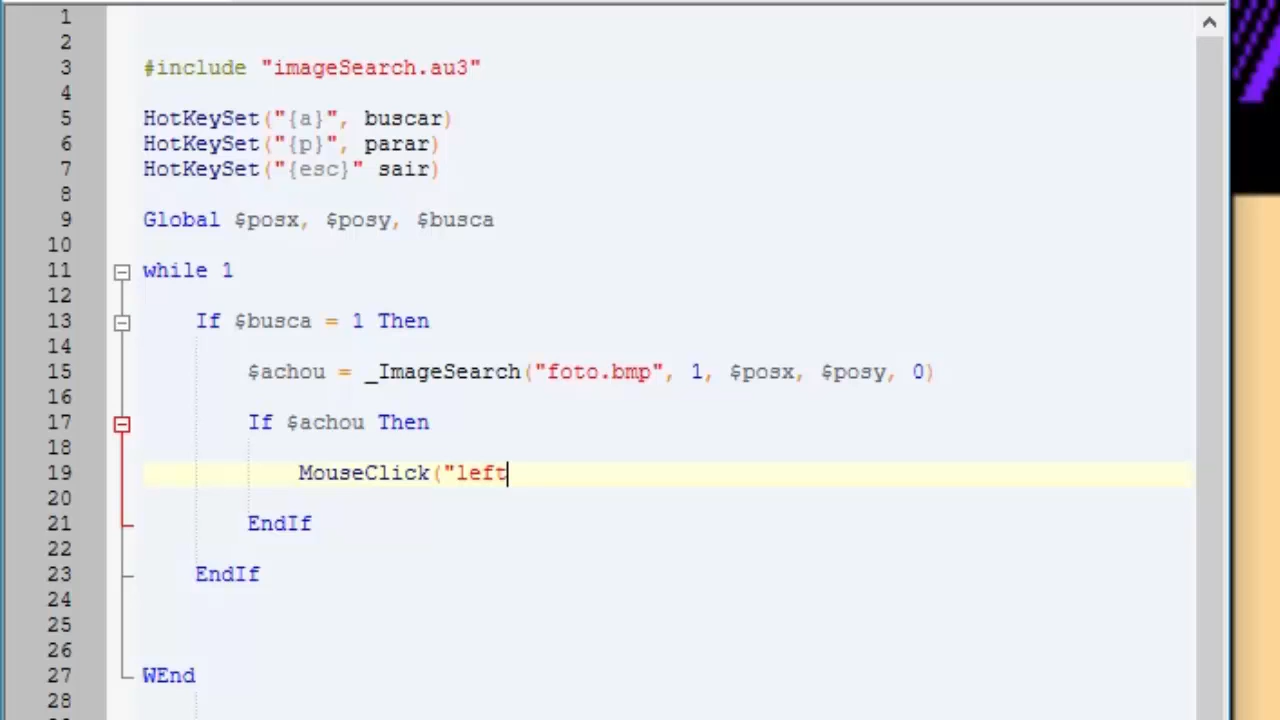 1
2
3 #include "imageSearch.au3"
4
5 HotKeySet("{a}", buscar)
6 HotKeySet("{p}", parar)
7 HotKeySet("{esc}" sair)
8
9 Global $posx, $posy, $busca
10
11 while 1
12
13 If $busca = 1 Then
14
15 $achou = _ImageSearch("foto.bmp", 1, $posx, $posy, 0)
16
17 If $achou Then
18
19 MouseClick("left
20
21 EndIf
22
23 EndIf
24
25
26
27 WEnd
28